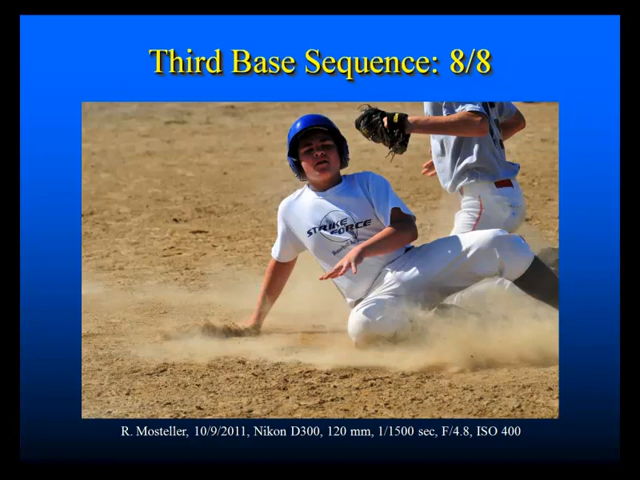 Third Base Sequence: 8/8
STRIKE
FORCE
R. Mosteller, 10/9/2011, Nikon D300, 120 mm, 1/1500 sec, F/4.8, ISO 400